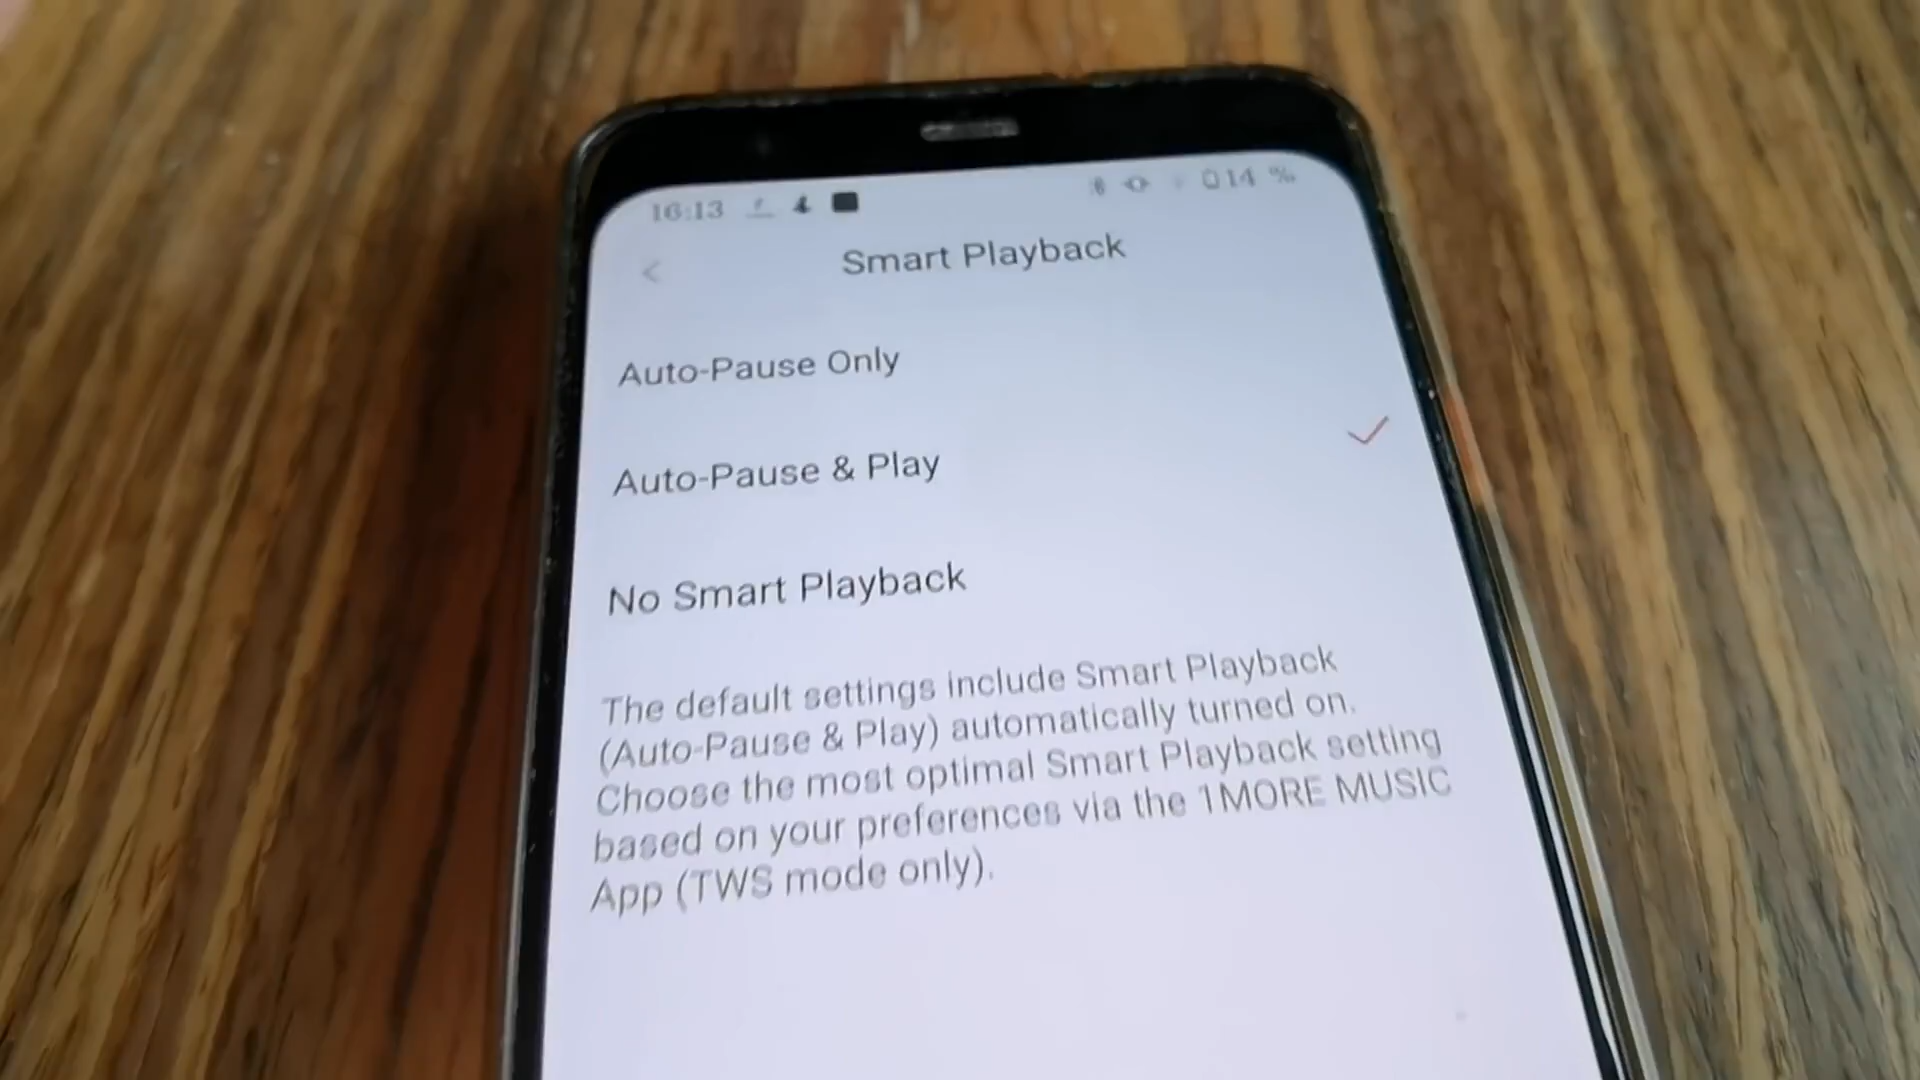 16:13 14 %
Smart Playback
Auto-Pause Only
Auto-Pause & Play
No Smart Playback
The default settings include Smart Playback
(Auto-Pause & Play) automatically turned on.
Choose the most optimal Smart Playback setting
based on your preferences via the 1MORE MUSIC
App (TWS mode only).